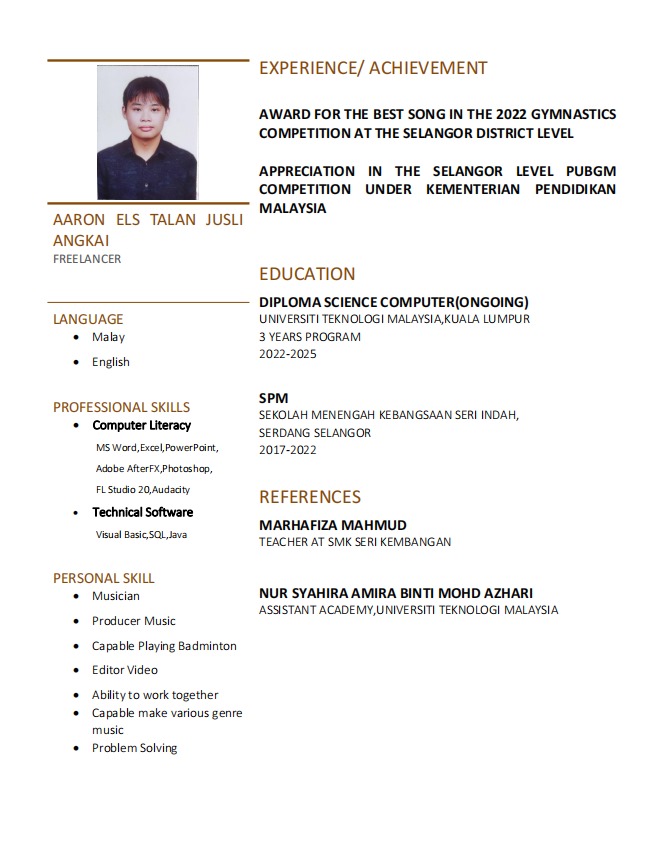 AARON ELS TALAN JUSLI
ANGKAI
FREELANCER
LANGUAGE
• Malay
• English
PROFESSIONAL SKILLS
• Computer Literacy
MS Word,Excel,PowerPoint,
Adobe AfterFX,Photoshop,
FL Studio 20,Audacity
• Technical Software
Visual Basic,SQL,Java
PERSONAL SKILL
• Musician
• Producer Music
• Capable Playing Badminton
• Editor Video
• Ability to work together
• Capable make various genre
music
• Problem Solving
EXPERIENCE/ ACHIEVEMENT
AWARD FOR THE BEST SONG IN THE 2022 GYMNASTICS
COMPETITION AT THE SELANGOR DISTRICT LEVEL
APPRECIATION IN THE SELANGOR LEVEL PUBGM
COMPETITION UNDER KEMENTERIAN PENDIDIKAN
MALAYSIA
EDUCATION
DIPLOMA SCIENCE COMPUTER(ONGOING)
UNIVERSITI TEKNOLOGI MALAYSIA,KUALA LUMPUR
3 YEARS PROGRAM
2022-2025
SPM
SEKOLAH MENENGAH KEBANGSAAN SERI INDAH,
SERDANG SELANGOR
2017-2022
REFERENCES
MARHAFIZA MAHMUD
TEACHER AT SMK SERI KEMBANGAN
NUR SYAHIRA AMIRA BINTI MOHD AZHARI
ASSISTANT ACADEMY,UNIVERSITI TEKNOLOGI MALAYSIA